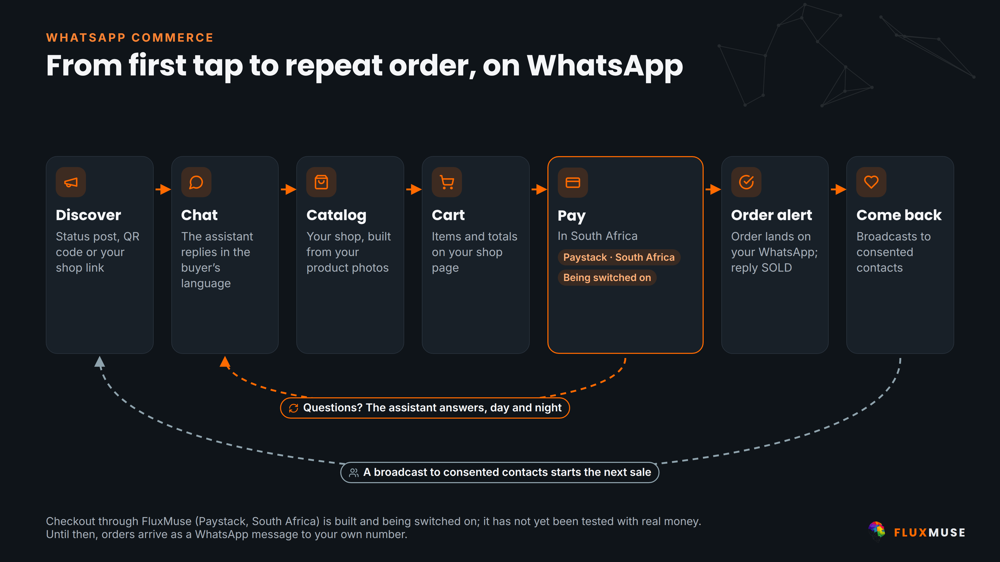 WHATSAPP COMMERCE
From first tap to repeat order, on WhatsApp
Discover
Status post, QR
code or your
shop link
Chat
The assistant
replies in the
buyer’s
language
Catalog
Your shop, built
from your
product photos
Cart
Items and totals
on your shop
page
Pay
In South Africa
Paystack · South Africa
Being switched on
Order alert
Order lands on
your WhatsApp;
reply SOLD
Come back
Broadcasts to
consented
contacts
Questions? The assistant answers, day and night
A broadcast to consented contacts starts the next sale
Checkout through FluxMuse (Paystack, South Africa) is built and being switched on; it has not yet been tested with real money.
Until then, orders arrive as a WhatsApp message to your own number.
FLUXMUSE